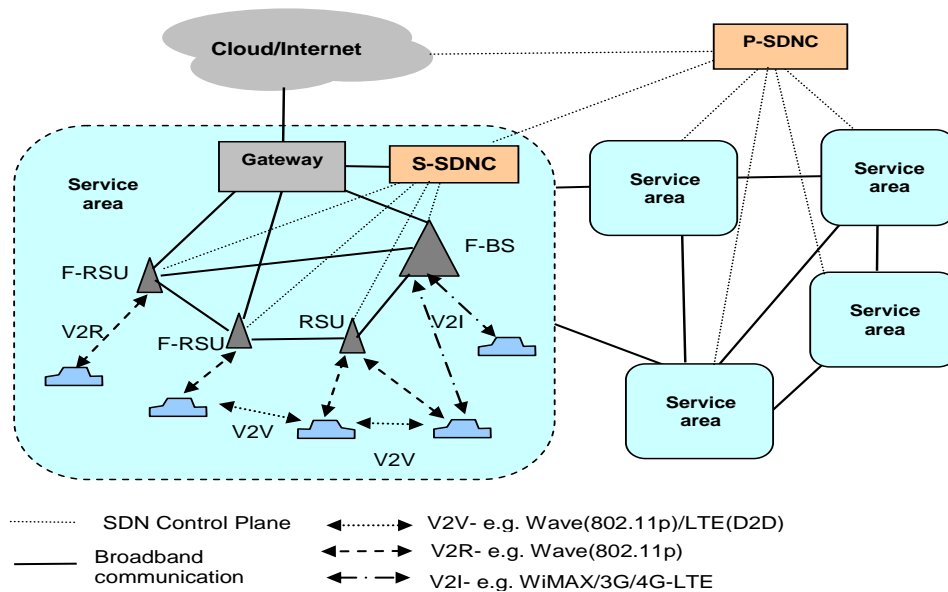 Cloud/Internet
P-SDNC
Gateway
S-SDNC
Service
area
Service
area
Service
area
F-BS
F-RSU
V2R
F-RSU
RSU
V2I
Service
area
Service
area
V2V
V2V
SDN Control Plane
V2V- e.g. Wave(802.11p)/LTE(D2D)
Broadband
communication
V2R- e.g. Wave(802.11p)
V2I- e.g. WiMAX/3G/4G-LTE